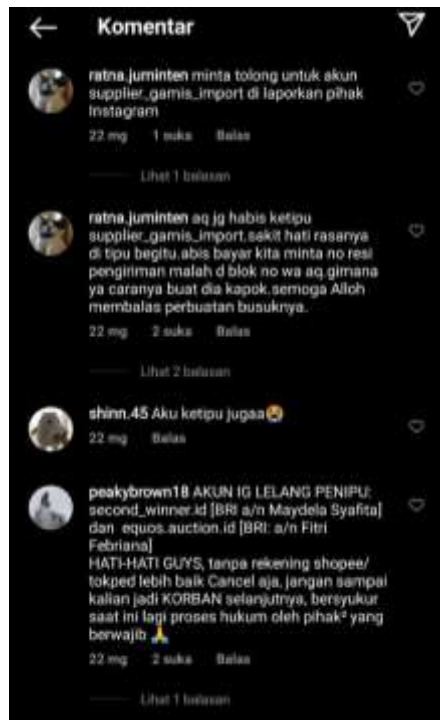 Komentar
ratna.juminten minta tolong untuk akun
supplier_gamis_import di laporkan pihak
Instagram
22 mg 1 suka Balas
Lihat 1 balasan
ratna.juminten aq jg habis ketipu
supplier_gamis_import.sakit hati rasanya
di tipu begitu.abis bayar kita minta no resi
pengiriman malah d blok no wa aq.gimana
ya caranya buat dia kapok.semoga Alloh
membalas perbuatan busuknya.
22 mg 2 suka Balas
Lihat 2 balasan
shinn.45 Aku ketipu jugaa😭
22 mg Balas
peakybrown18 AKUN IG LELANG PENIPU:
second_winner.id [BRI a/n Maydela Syafita]
dan equos.auction.id [BRI: a/n Fitri
Febriana]
HATI-HATI GUYS, tanpa rekening shopee/
tokped lebih baik Cancel aja, jangan sampai
kalian jadi KORBAN selanjutnya, bersyukur
saat ini lagi proses hukum oleh pihak² yang
berwajib 🙏
22 mg 2 suka Balas
Lihat 1 balasan